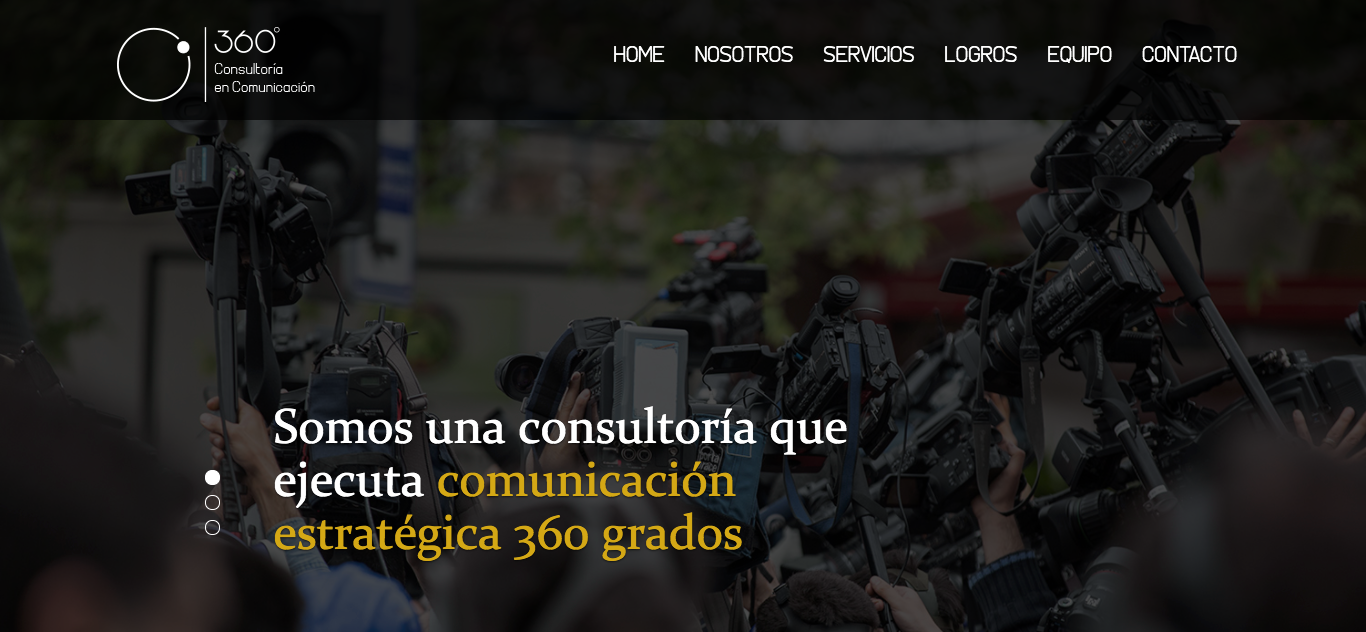 360°
Consultoría
en Comunicación
HOME NOSOTROS SERVICIOS LOGROS EQUIPO CONTACTO
Somos una consultoría que
ejecuta comunicación
estratégica 360 grados